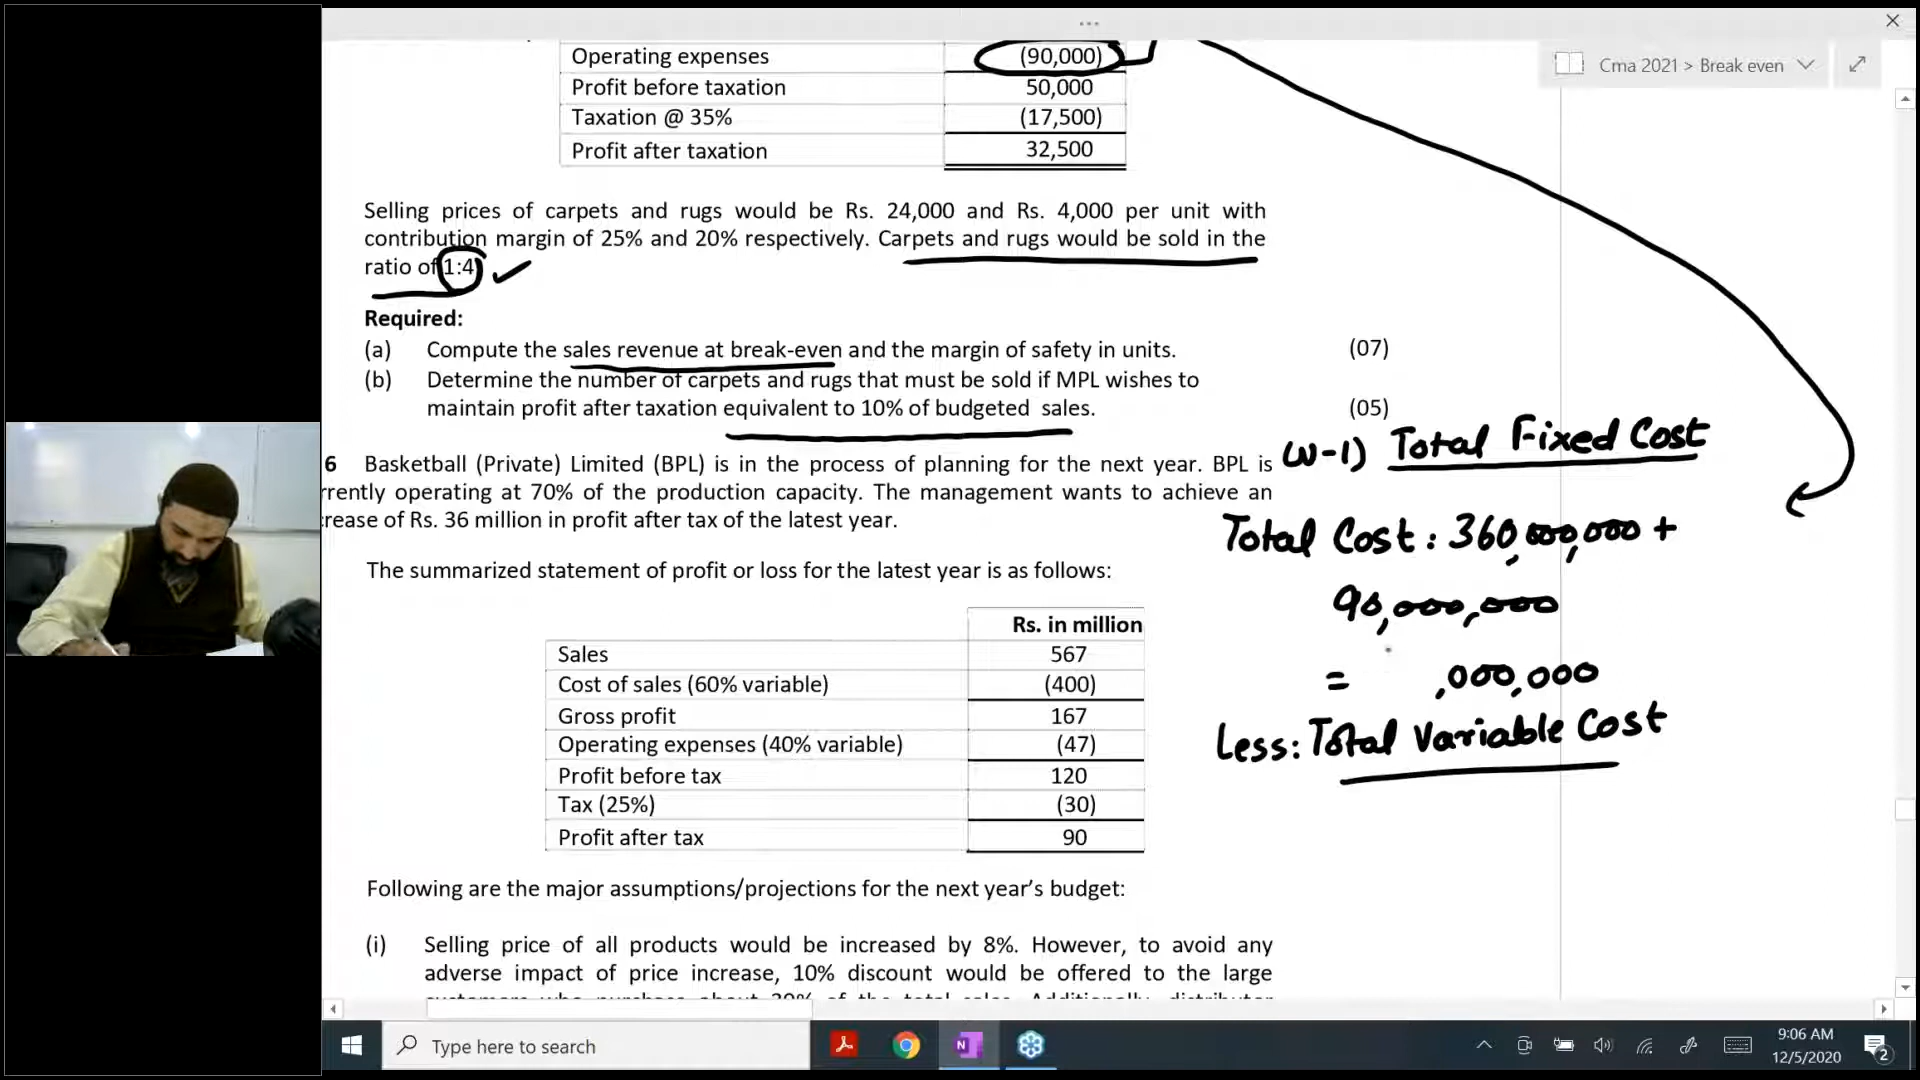 Operating expenses (90,000)
Profit before taxation 50,000
Taxation @ 35% (17,500)
Profit after taxation 32,500
Cma 2021 > Break even
Selling prices of carpets and rugs would be Rs. 24,000 and Rs. 4,000 per unit with
contribution margin of 25% and 20% respectively. Carpets and rugs would be sold in the
ratio of 1:4
Required:
(a) Compute the sales revenue at break-even and the margin of safety in units. (07)
(b) Determine the number of carpets and rugs that must be sold if MPL wishes to
maintain profit after taxation equivalent to 10% of budgeted sales. (05)
6 Basketball (Private) Limited (BPL) is in the process of planning for the next year. BPL is
rrently operating at 70% of the production capacity. The management wants to achieve an
rease of Rs. 36 million in profit after tax of the latest year.
The summarized statement of profit or loss for the latest year is as follows:
Rs. in million
Sales 567
Cost of sales (60% variable) (400)
Gross profit 167
Operating expenses (40% variable) (47)
Profit before tax 120
Tax (25%) (30)
Profit after tax 90
Following are the major assumptions/projections for the next year's budget:
(i) Selling price of all products would be increased by 8%. However, to avoid any
adverse impact of price increase, 10% discount would be offered to the large
W-1) Total Fixed Cost
Total Cost: 360,000,000 +
90,000,000
= ,000,000
Less: Total Variable Cost
Type here to search
N
9:06 AM
12/5/2020
2